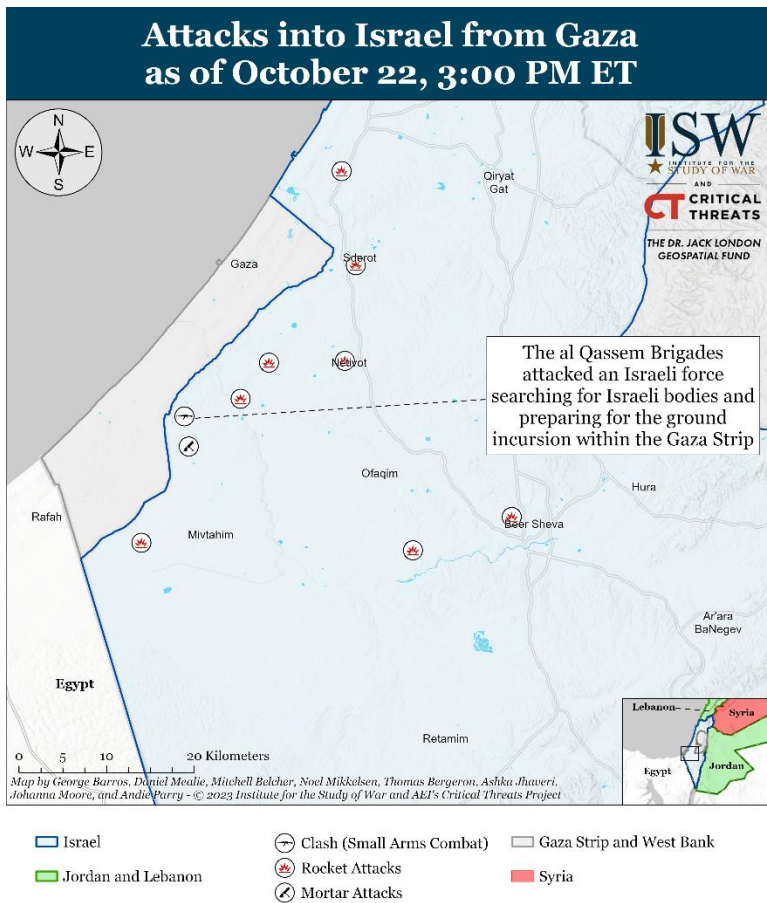 Attacks into Israel from Gaza
as of October 22, 3:00 PM ET
N
W E
S
ISW
INSTITUTE FOR THE
STUDY OF WAR
AND
CT CRITICAL
THREATS
THE DR. JACK LONDON
GEOSPATIAL FUND
Qiryat
Gat
Gaza
Sderot
Netivot
The al Qassem Brigades
attacked an Israeli force
searching for Israeli bodies and
preparing for the ground
incursion within the Gaza Strip
Ofaqim
Hura
Rafah
Mivtahim
Beer Sheva
Ar'ara
BaNegev
Egypt
Retamim
0 5 10 20 Kilometers
Lebanon
Syria
Egypt
Jordan
Map by George Barros, Daniel Mealie, Mitchell Belcher, Noel Mikkelsen, Thomas Bergeron, Ashka Jhaveri,
Johanna Moore, and Andie Parry - © 2023 Institute for the Study of War and AEI's Critical Threats Project
Israel
Clash (Small Arms Combat)
Gaza Strip and West Bank
Rocket Attacks
Jordan and Lebanon
Syria
Mortar Attacks